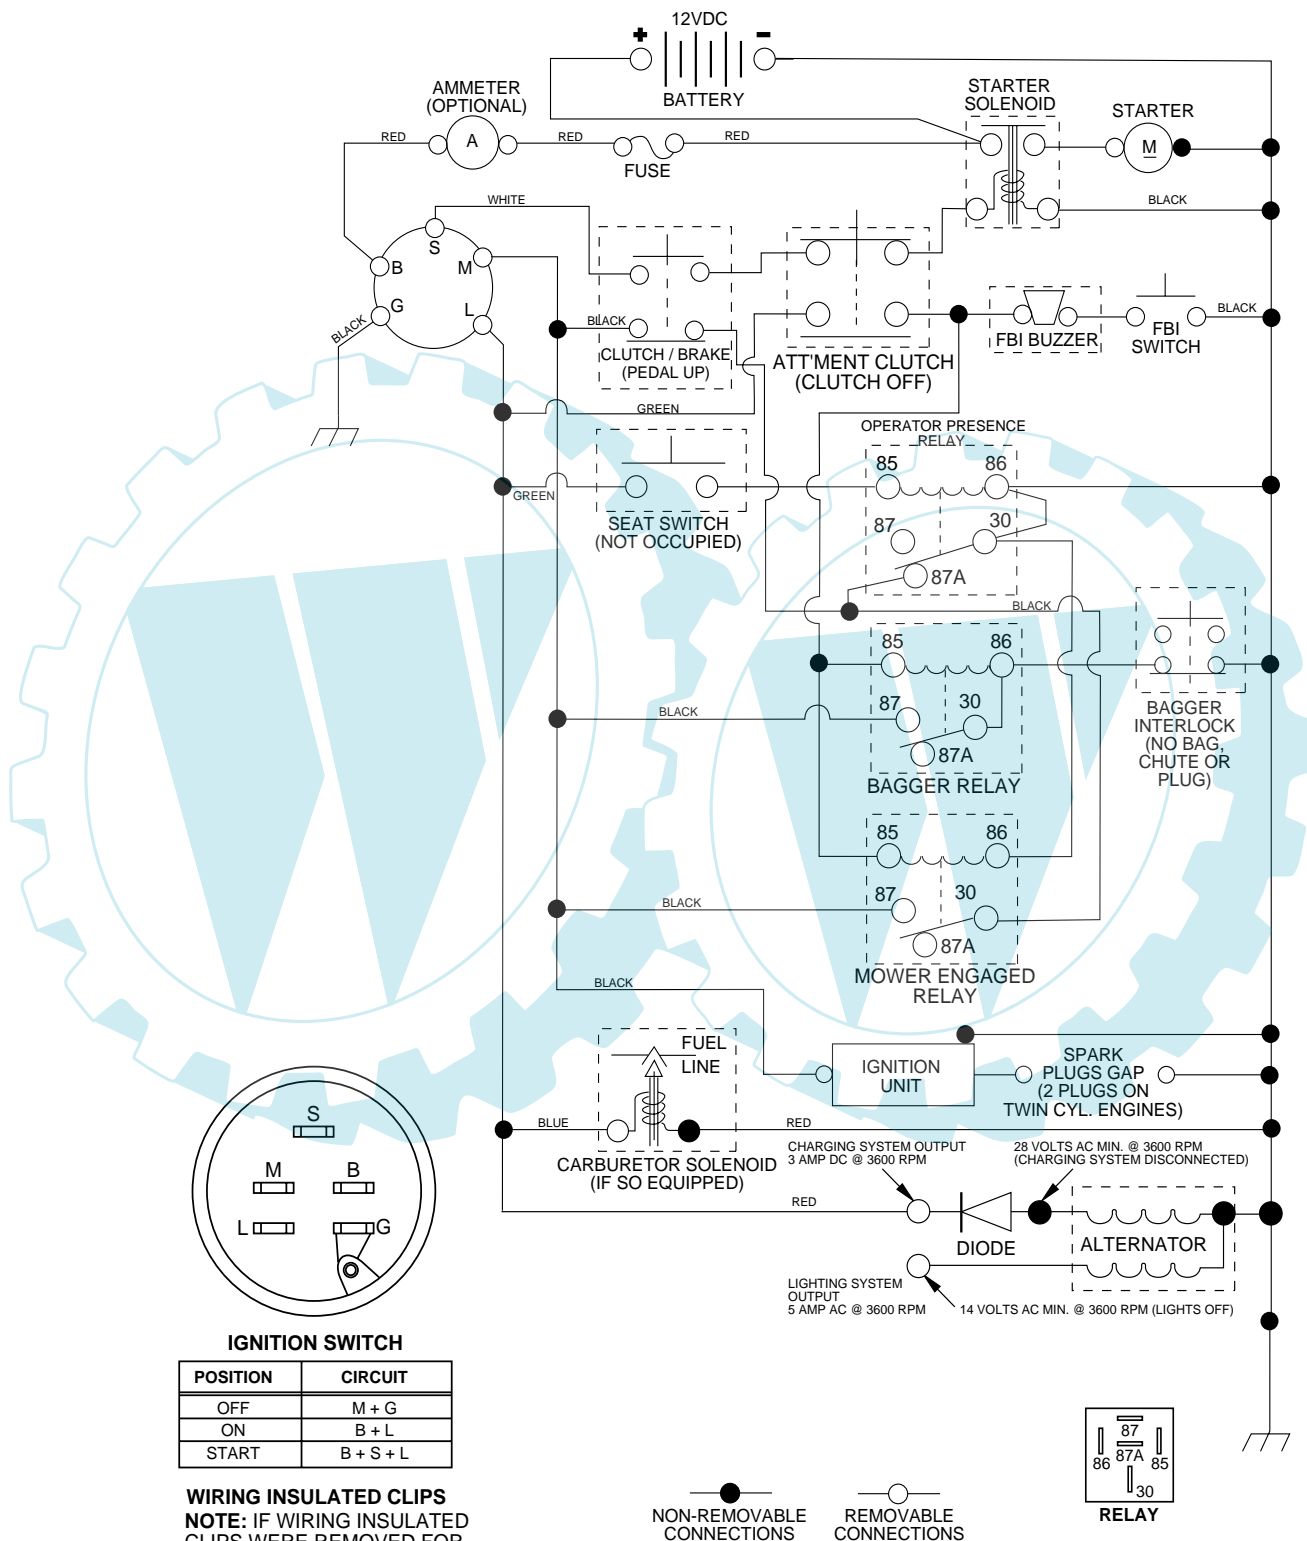 12VDC
+
-
BATTERY
AMMETER
(OPTIONAL)
STARTER
SOLENOID
STARTER
RED
A
RED
RED
FUSE
M
WHITE
BLACK
S
B
M
G
L
BLACK
BLACK
CLUTCH / BRAKE
(PEDAL UP)
ATT'MENT CLUTCH
(CLUTCH OFF)
FBI BUZZER
FBI
SWITCH
BLACK
GREEN
OPERATOR PRESENCE
RELAY
85
86
GREEN
SEAT SWITCH
(NOT OCCUPIED)
87
30
87A
BLACK
85
86
87
30
87A
BLACK
BAGGER RELAY
BAGGER
INTERLOCK
(NO BAG,
CHUTE OR
PLUG)
85
86
87
30
87A
BLACK
MOWER ENGAGED
RELAY
BLACK
FUEL
LINE
IGNITION
UNIT
SPARK
PLUGS GAP
(2 PLUGS ON
TWIN CYL. ENGINES)
BLUE
RED
CARBURETOR SOLENOID
(IF SO EQUIPPED)
CHARGING SYSTEM OUTPUT
3 AMP DC @ 3600 RPM
28 VOLTS AC MIN. @ 3600 RPM
(CHARGING SYSTEM DISCONNECTED)
RED
DIODE
ALTERNATOR
LIGHTING SYSTEM
OUTPUT
5 AMP AC @ 3600 RPM
14 VOLTS AC MIN. @ 3600 RPM (LIGHTS OFF)
S
M
B
L
G
IGNITION SWITCH
POSITION CIRCUIT
OFF M + G
ON B + L
START B + S + L
WIRING INSULATED CLIPS
NOTE: IF WIRING INSULATED
CLIPS WERE REMOVED FOR
NON-REMOVABLE
CONNECTIONS
REMOVABLE
CONNECTIONS
87
86
87A
85
30
RELAY